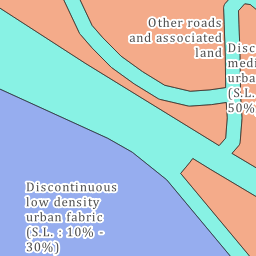 Other roads
and associated
land
Disc
medi
urba
(S.L.
50%
Discontinuous
low density
urban fabric
(S.L. : 10% -
30%)